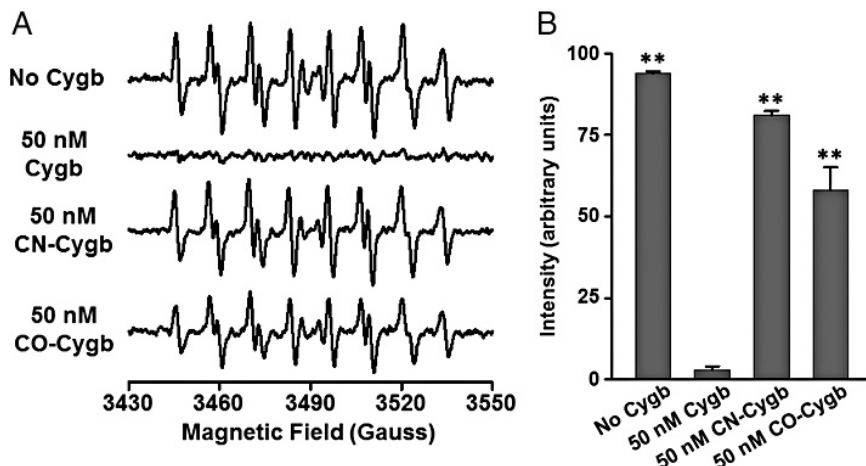 A
No Cygb
50 nM
Cygb
50 nM
CN-Cygb
50 nM
CO-Cygb
3430 3460 3490 3520 3550
Magnetic Field (Gauss)
B
100
75
50
25
0
Intensity (arbitrary units)
**
**
**
No Cygb
50 nM Cygb
50 nM CN-Cygb
50 nM CO-Cygb